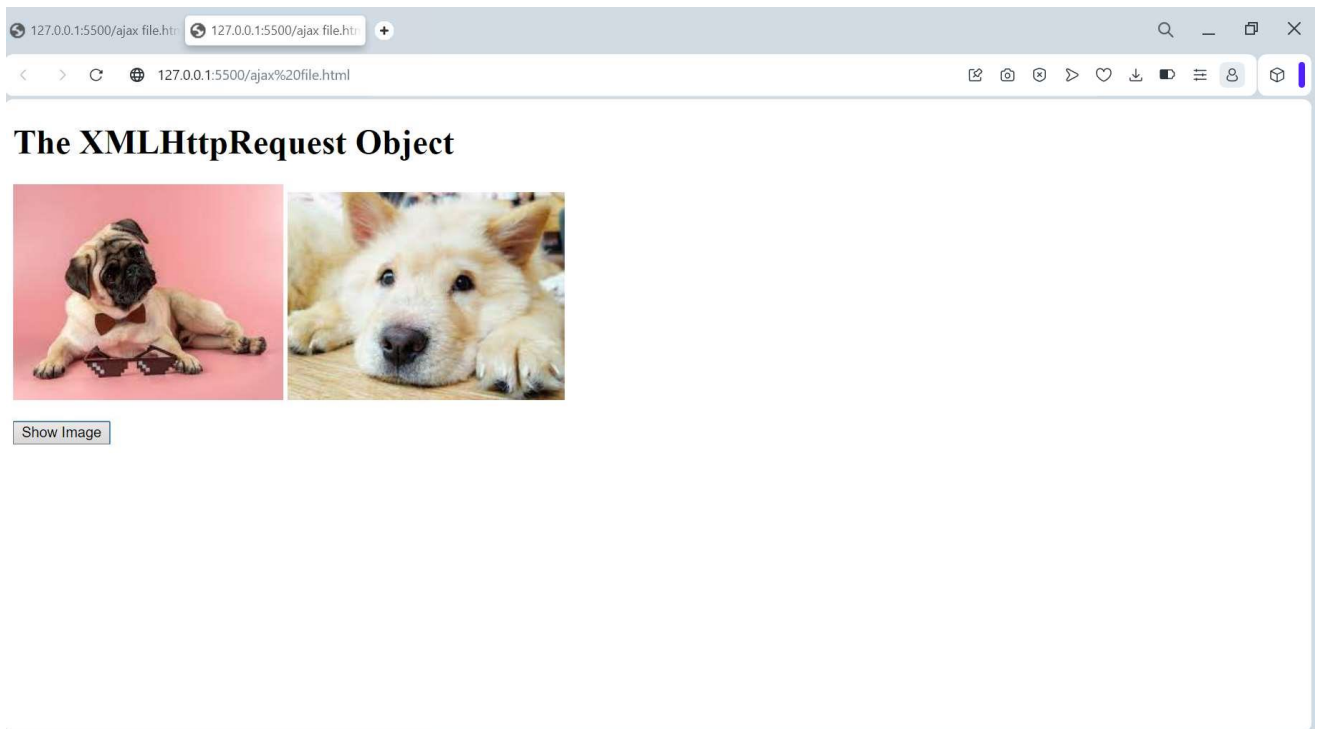 127.0.0.1:5500/ajax file.htm
127.0.0.1:5500/ajax file.htm
127.0.0.1:5500/ajax%20file.html
The XMLHttpRequest Object
Show Image